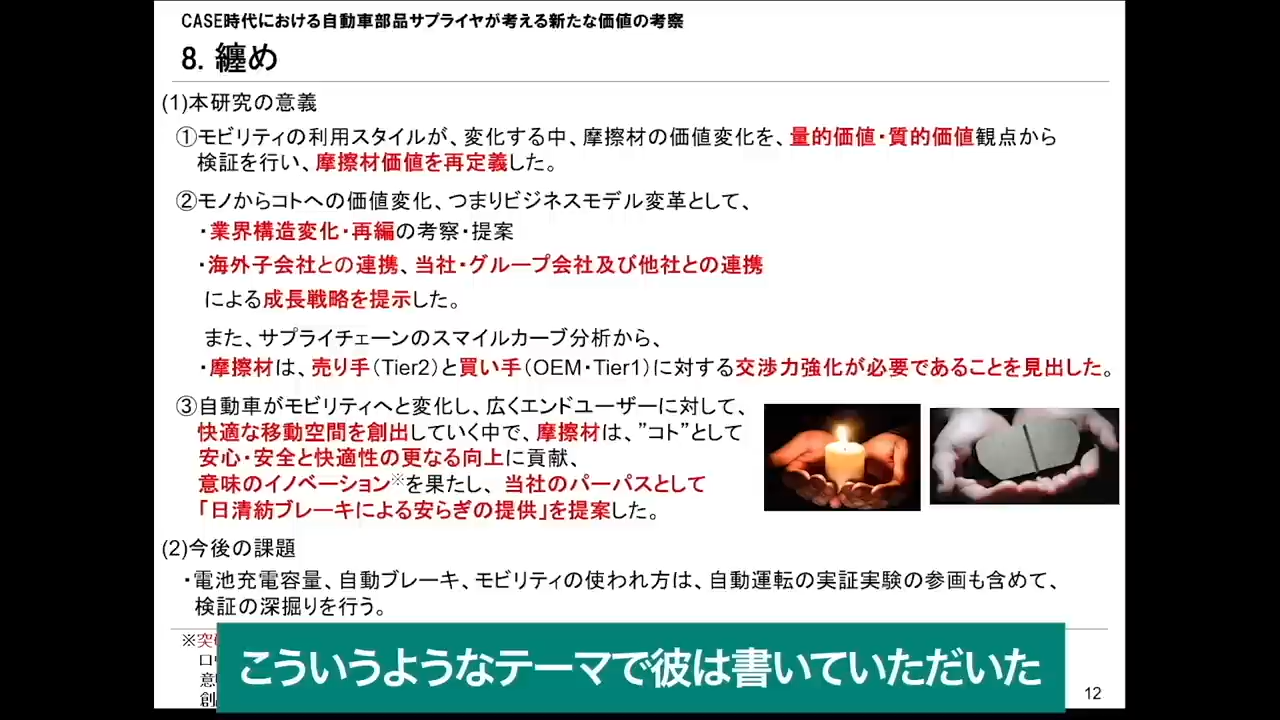 CASE時代における自動車部品サプライヤが考える新たな価値の考察
8. 纏め
(1)本研究の意義
①モビリティの利用スタイルが、変化する中、摩擦材の価値変化を、量的価値・質的価値観点から
検証を行い、摩擦材価値を再定義した。
②モノからコトへの価値変化、つまりビジネスモデル変革として、
・業界構造変化・再編の考察・提案
・海外子会社との連携、当社・グループ会社及び他社との連携
による成長戦略を提示した。
また、サプライチェーンのスマイルカーブ分析から、
・摩擦材は、売り手(Tier2)と買い手(OEM・Tier1)に対する交渉力強化が必要であることを見出した。
③自動車がモビリティへと変化し、広くエンドユーザーに対して、
快適な移動空間を創出していく中で、摩擦材は、”コト”として
安心・安全と快適性の更なる向上に貢献、
意味のイノベーション※を果たし、当社のパーパスとして
「日清紡ブレーキによる安らぎの提供」を提案した。
(2)今後の課題
・電池充電容量、自動ブレーキ、モビリティの使われ方は、自動運転の実証実験の参画も含めて、
検証の深掘りを行う。
※突
ロ
意
創
こういうようなテーマで彼は書いていただいた
12